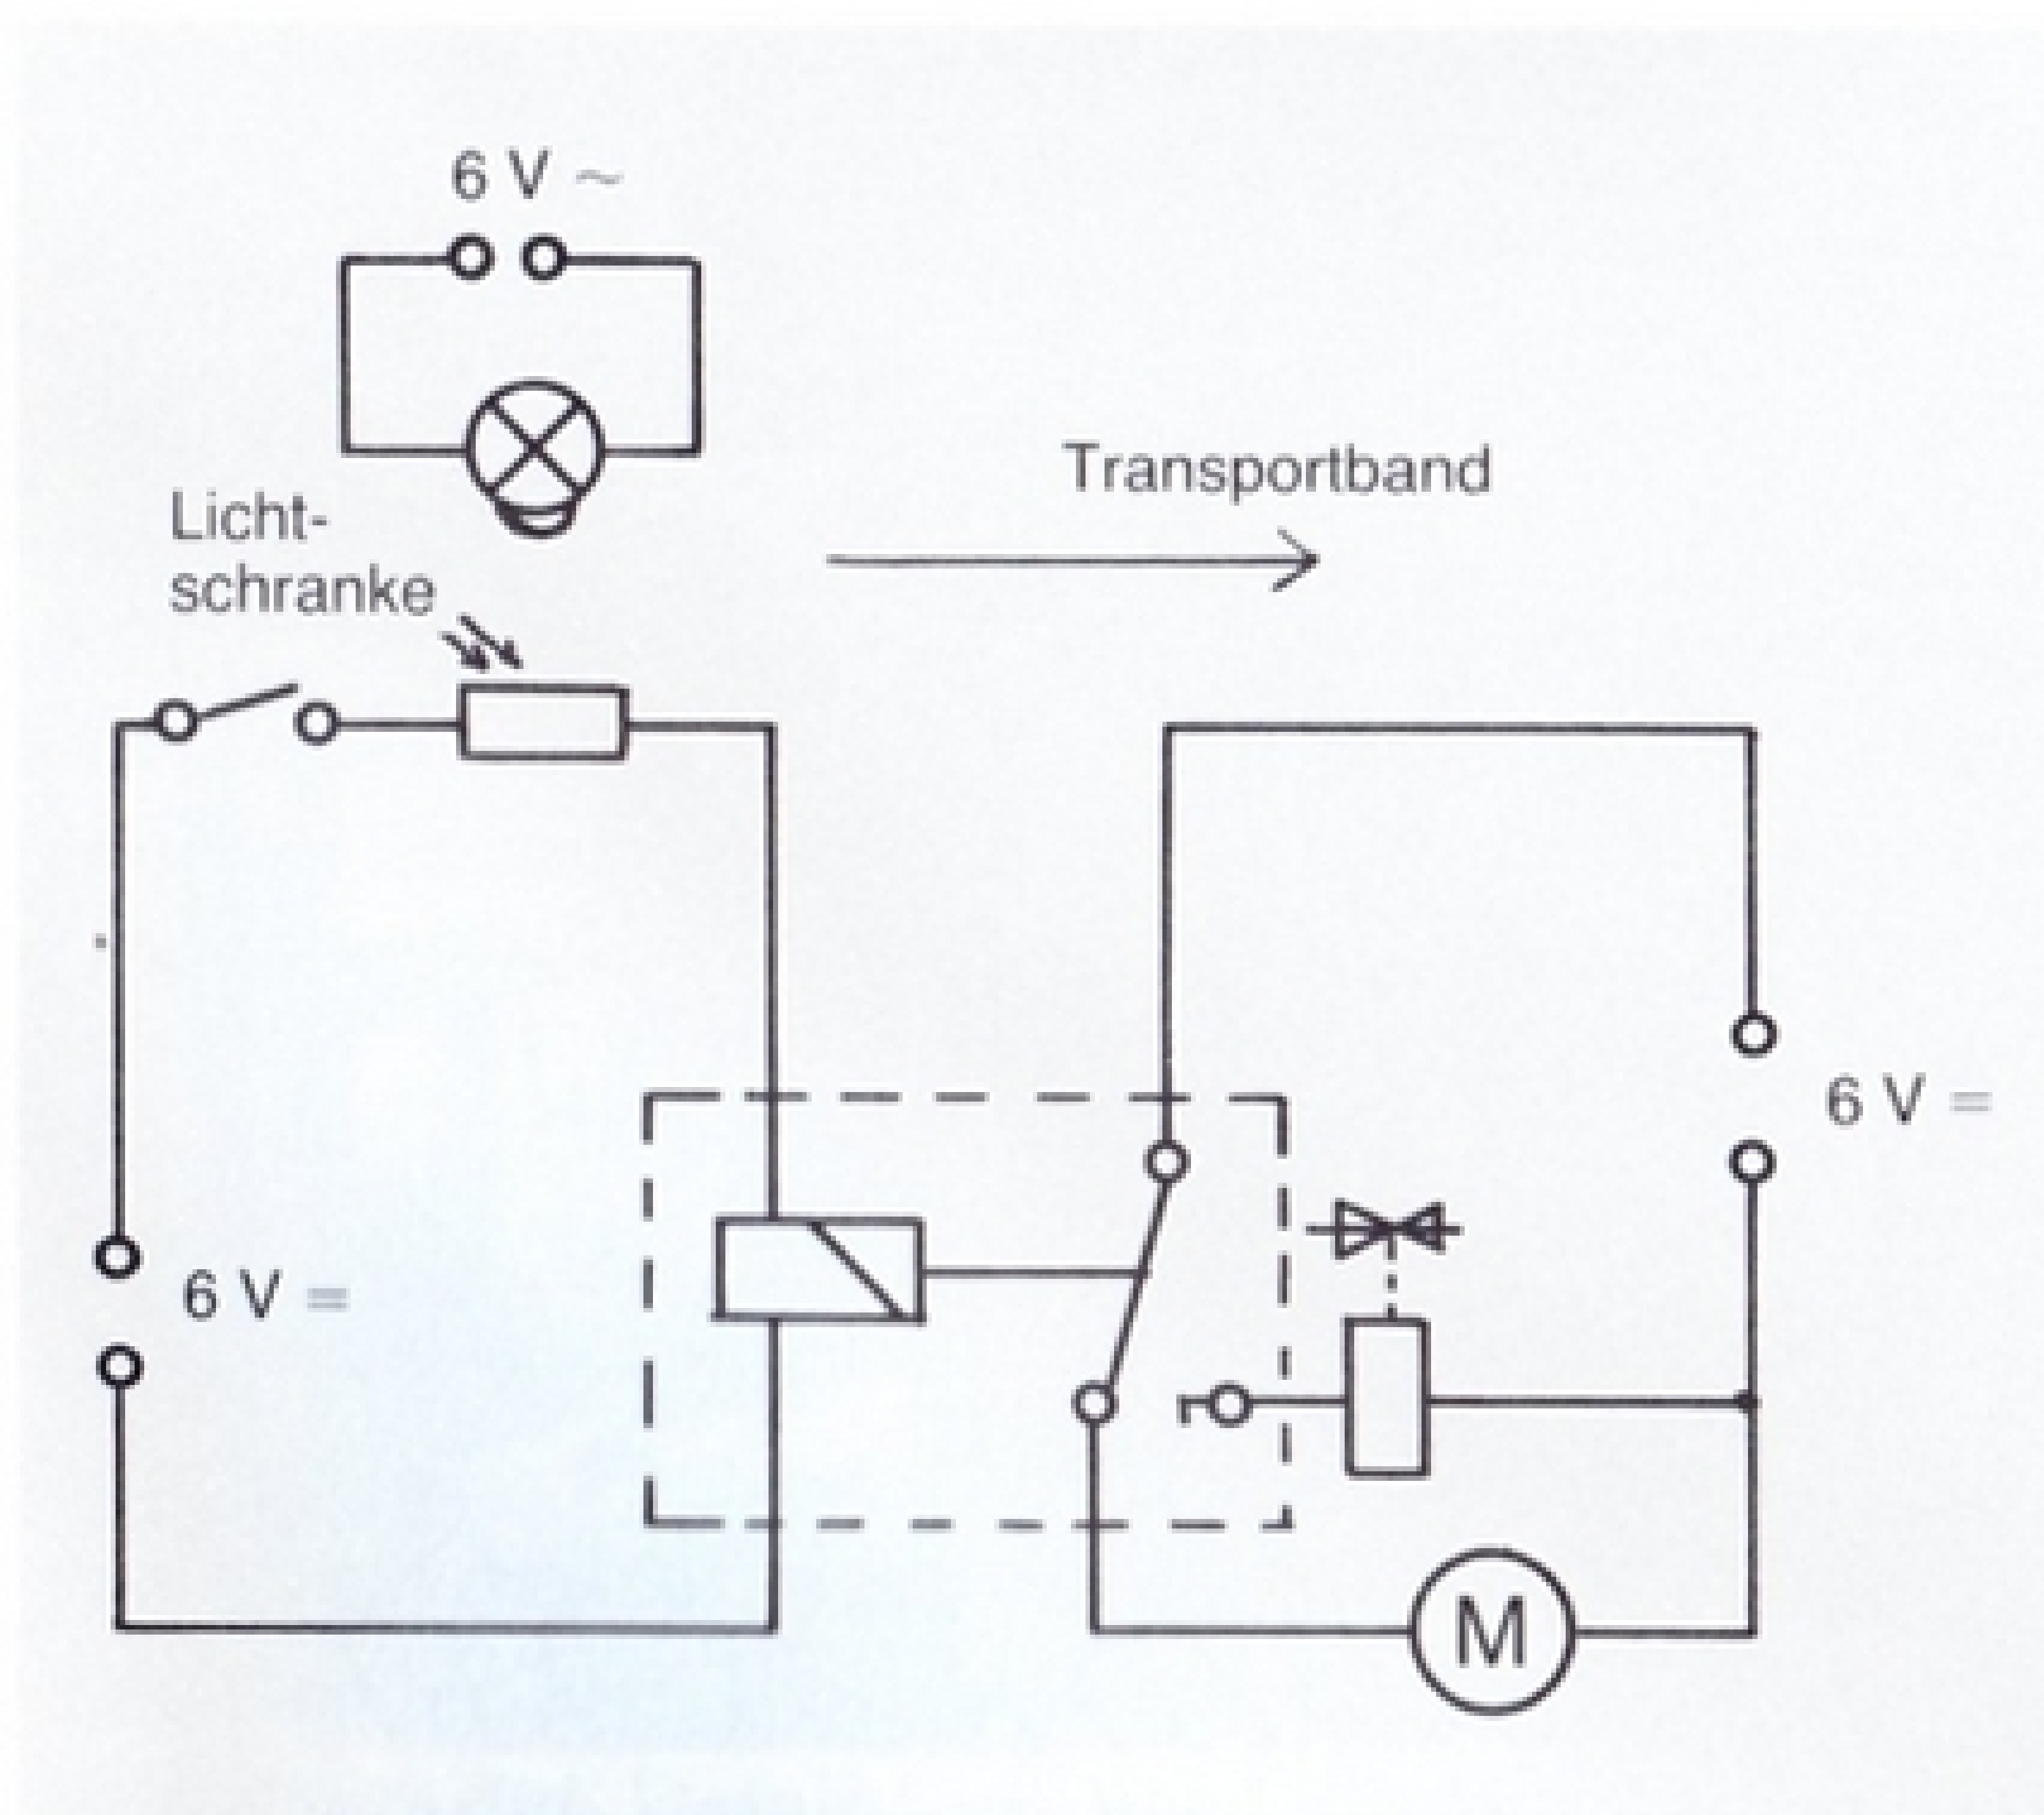 6 V ~
Licht-
schranke
Transportband
6 V =
6 V =
M